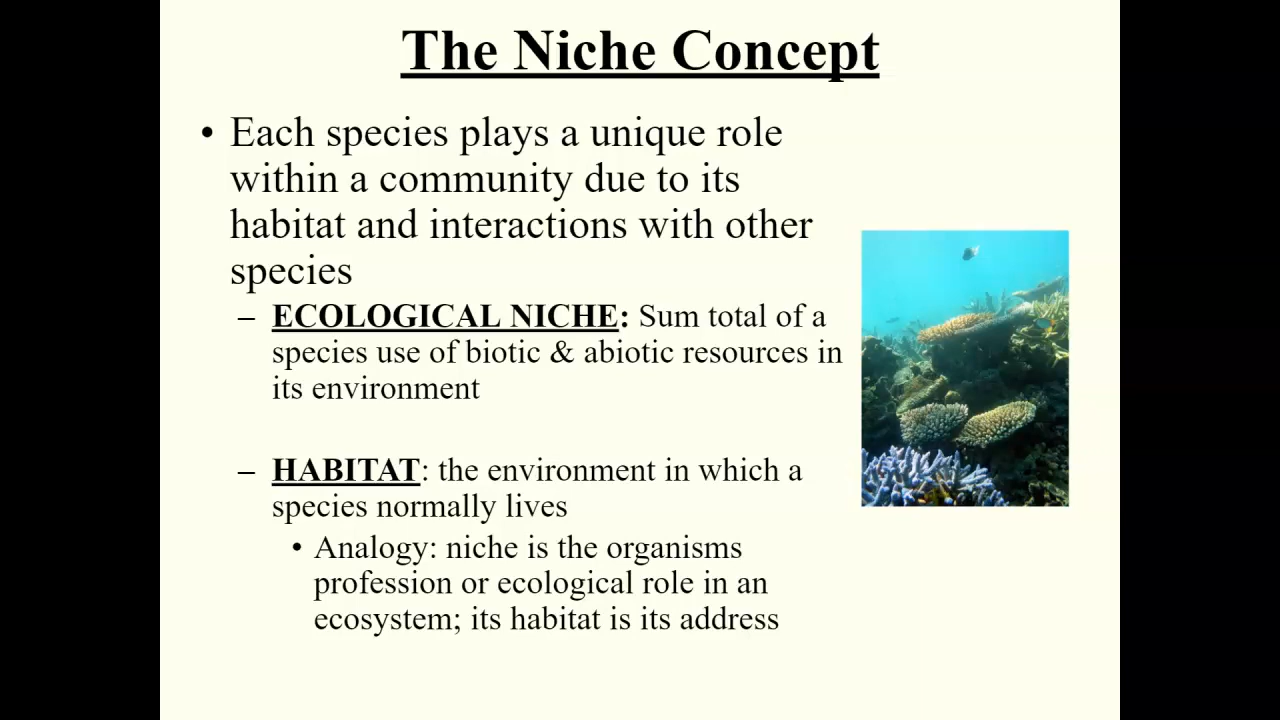 The Niche Concept
• Each species plays a unique role
within a community due to its
habitat and interactions with other
species
– ECOLOGICAL NICHE: Sum total of a
species use of biotic & abiotic resources in
its environment
– HABITAT: the environment in which a
species normally lives
• Analogy: niche is the organisms
profession or ecological role in an
ecosystem; its habitat is its address